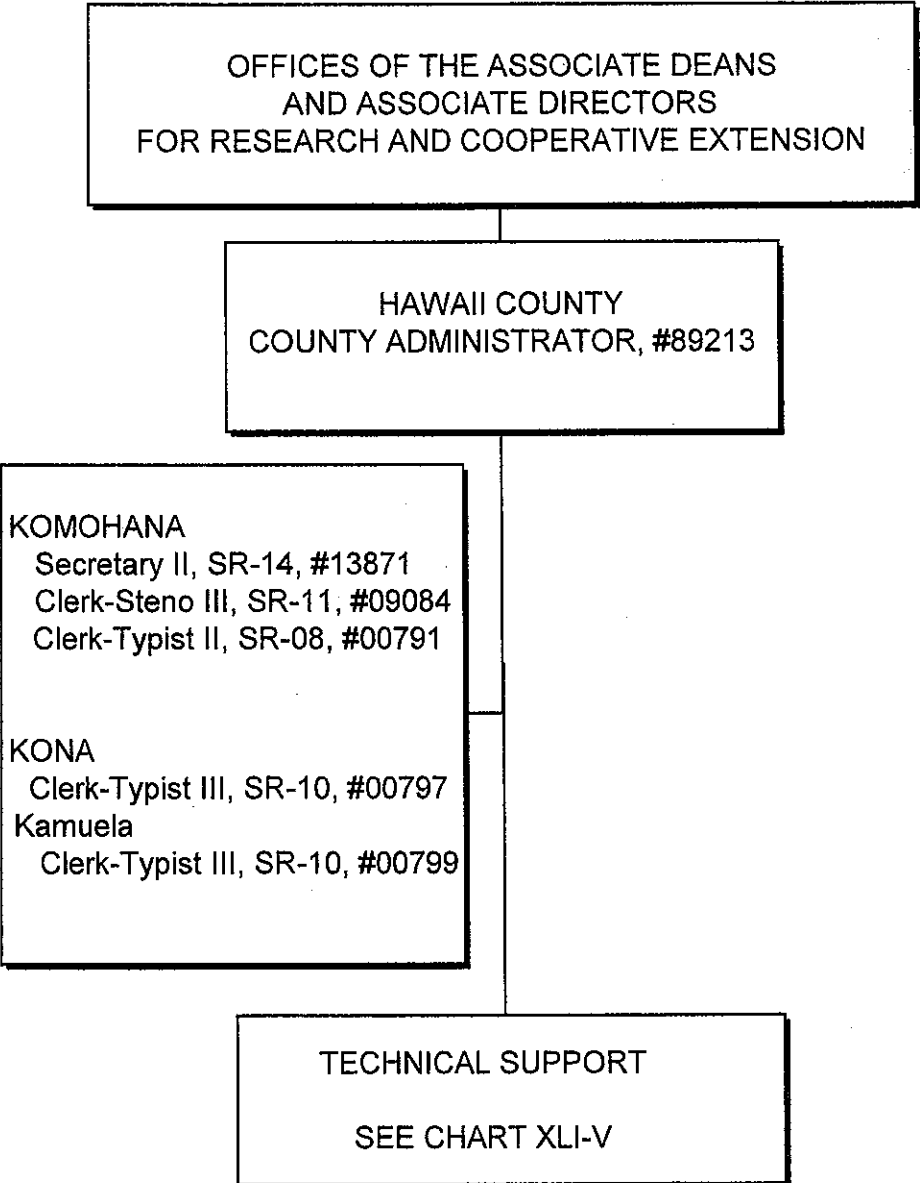 OFFICES OF THE ASSOCIATE DEANS
AND ASSOCIATE DIRECTORS
FOR RESEARCH AND COOPERATIVE EXTENSION
HAWAII COUNTY
COUNTY ADMINISTRATOR, #89213
KOMOHANA
Secretary II, SR-14, #13871
Clerk-Steno III, SR-11, #09084
Clerk-Typist II, SR-08, #00791
KONA
Clerk-Typist III, SR-10, #00797
Kamuela
Clerk-Typist III, SR-10, #00799
TECHNICAL SUPPORT
SEE CHART XLI-V